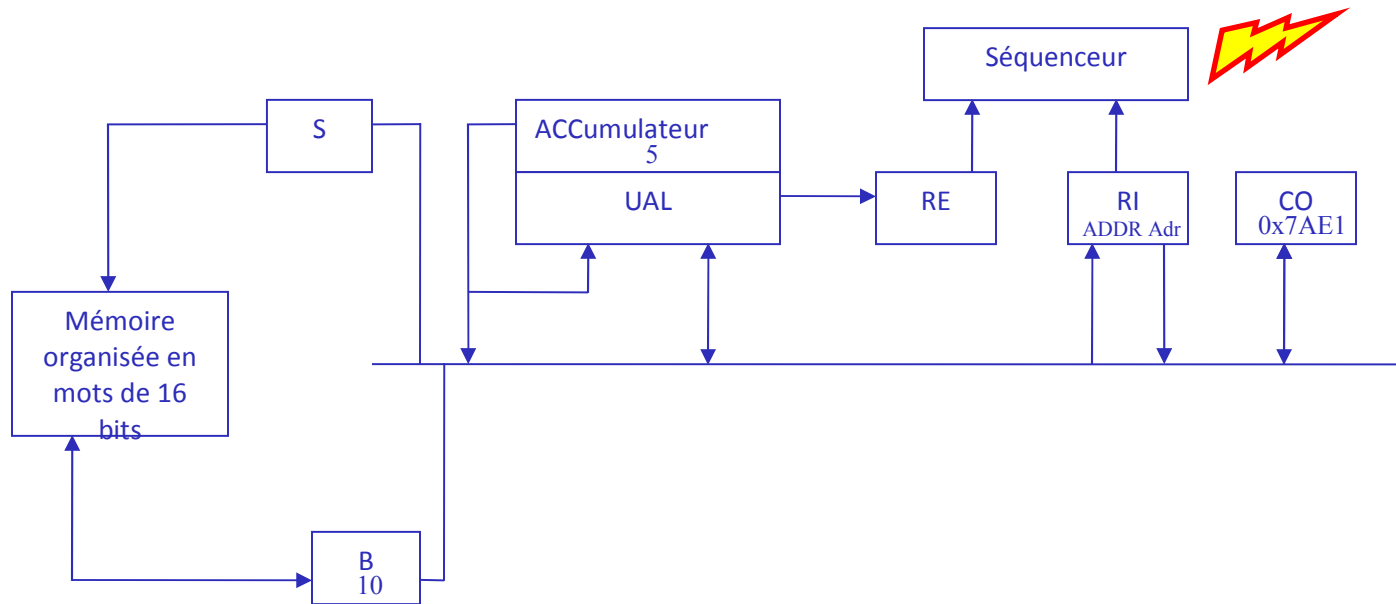 Séquenceur
S
ACCumulateur
5
UAL
RE
RI
ADDR Adr
CO
0x7AE1
Mémoire
organisée en
mots de 16
bits
B
10